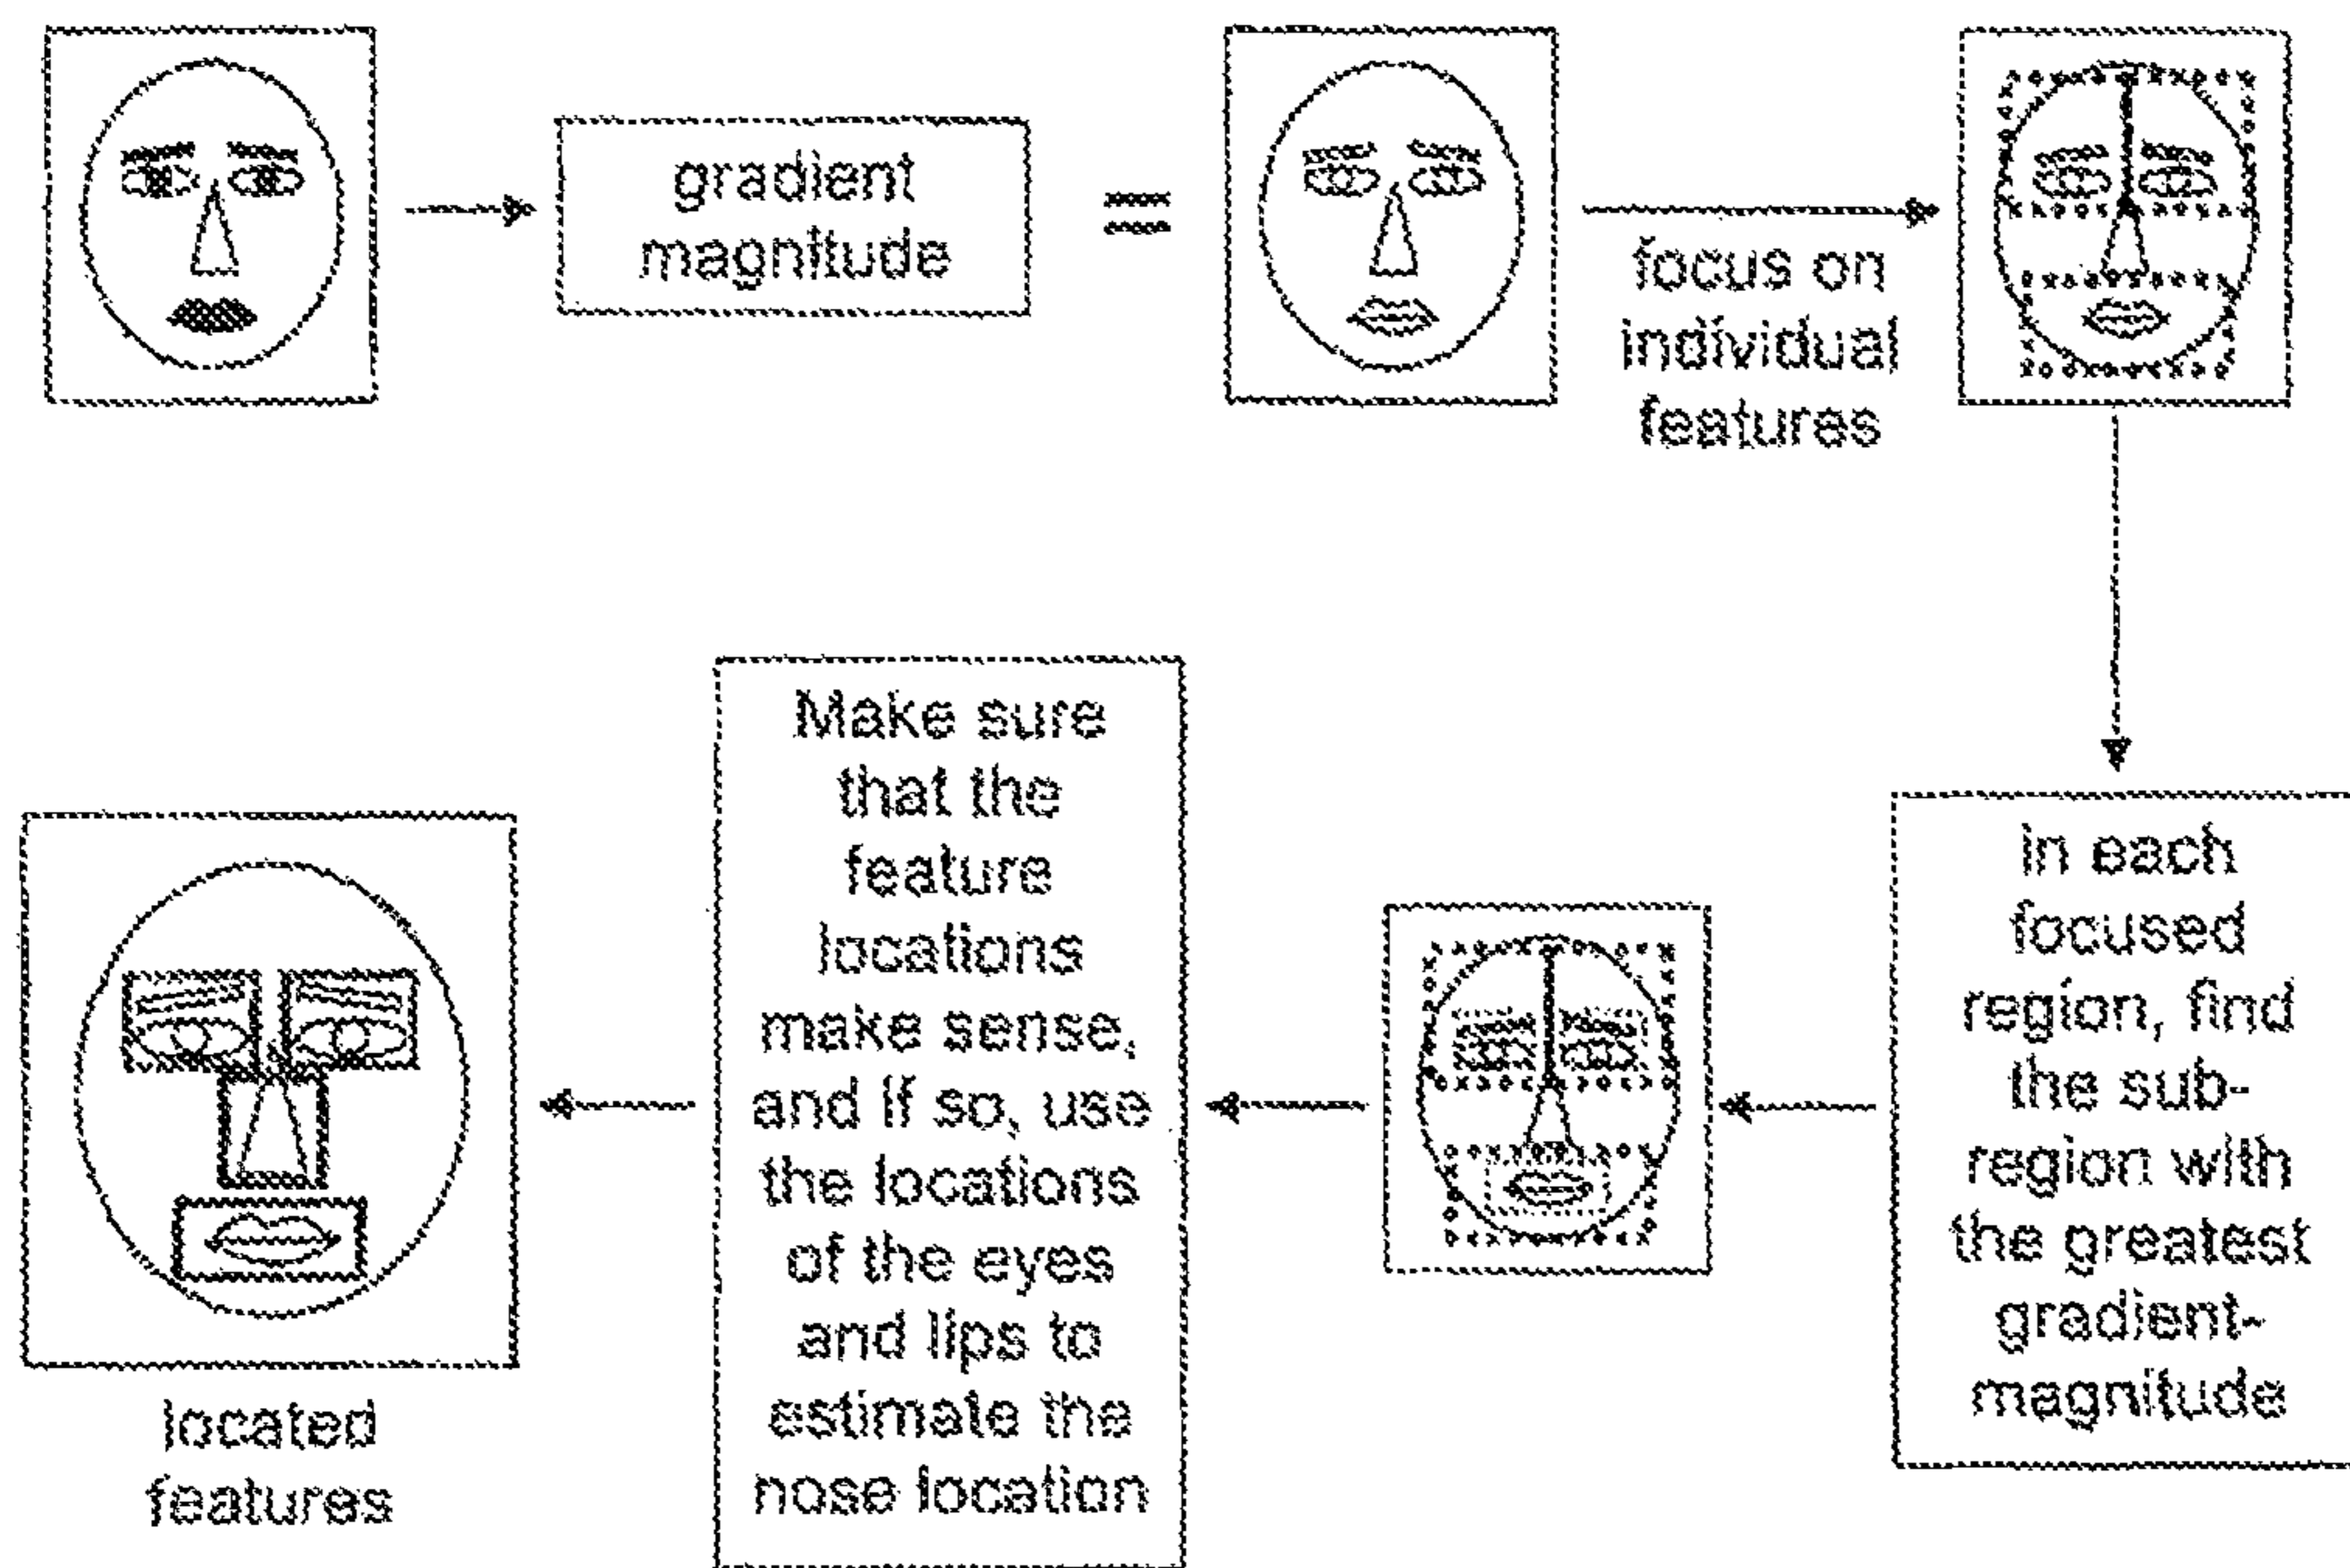 gradient
magnitude
=
focus on
individual
features
in each
focused
region, find
the sub-
region with
the greatest
gradient-
magnitude
Make sure
that the
feature
locations
make sense,
and if so, use
the locations
of the eyes
and lips to
estimate the
nose location
located
features